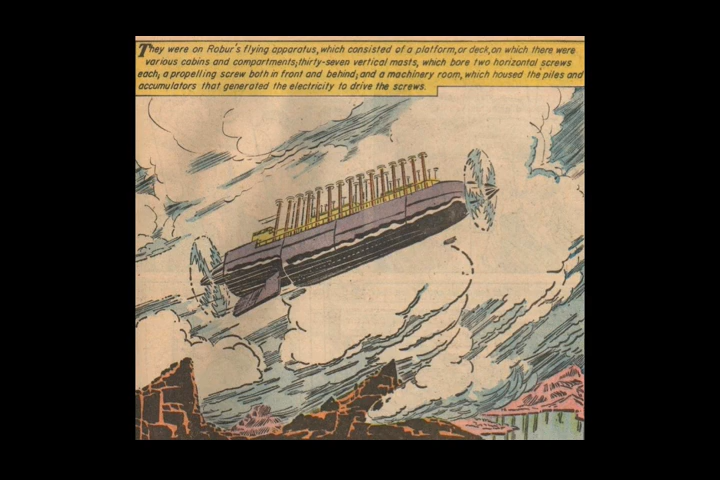 They were on Robur's flying apparatus, which consisted of a platform, or deck, on which there were
various cabins and compartments; thirty-seven vertical masts, which bore two horizontal screws
each; a propelling screw both in front and behind; and a machinery room, which housed the piles and
accumulators that generated the electricity to drive the screws.